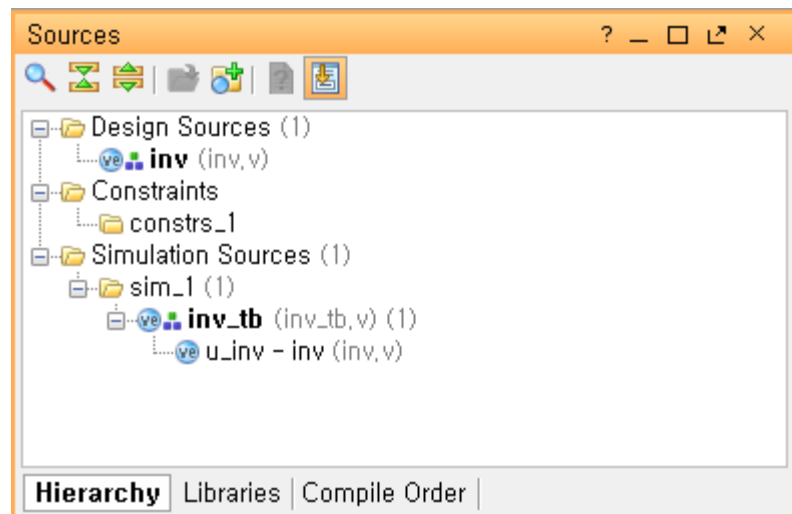 Sources
Design Sources (1)
inv (inv,v)
Constraints
constrs_1
Simulation Sources (1)
sim_1 (1)
inv_tb (inv_tb,v) (1)
u_inv - inv (inv,v)
Hierarchy Libraries Compile Order